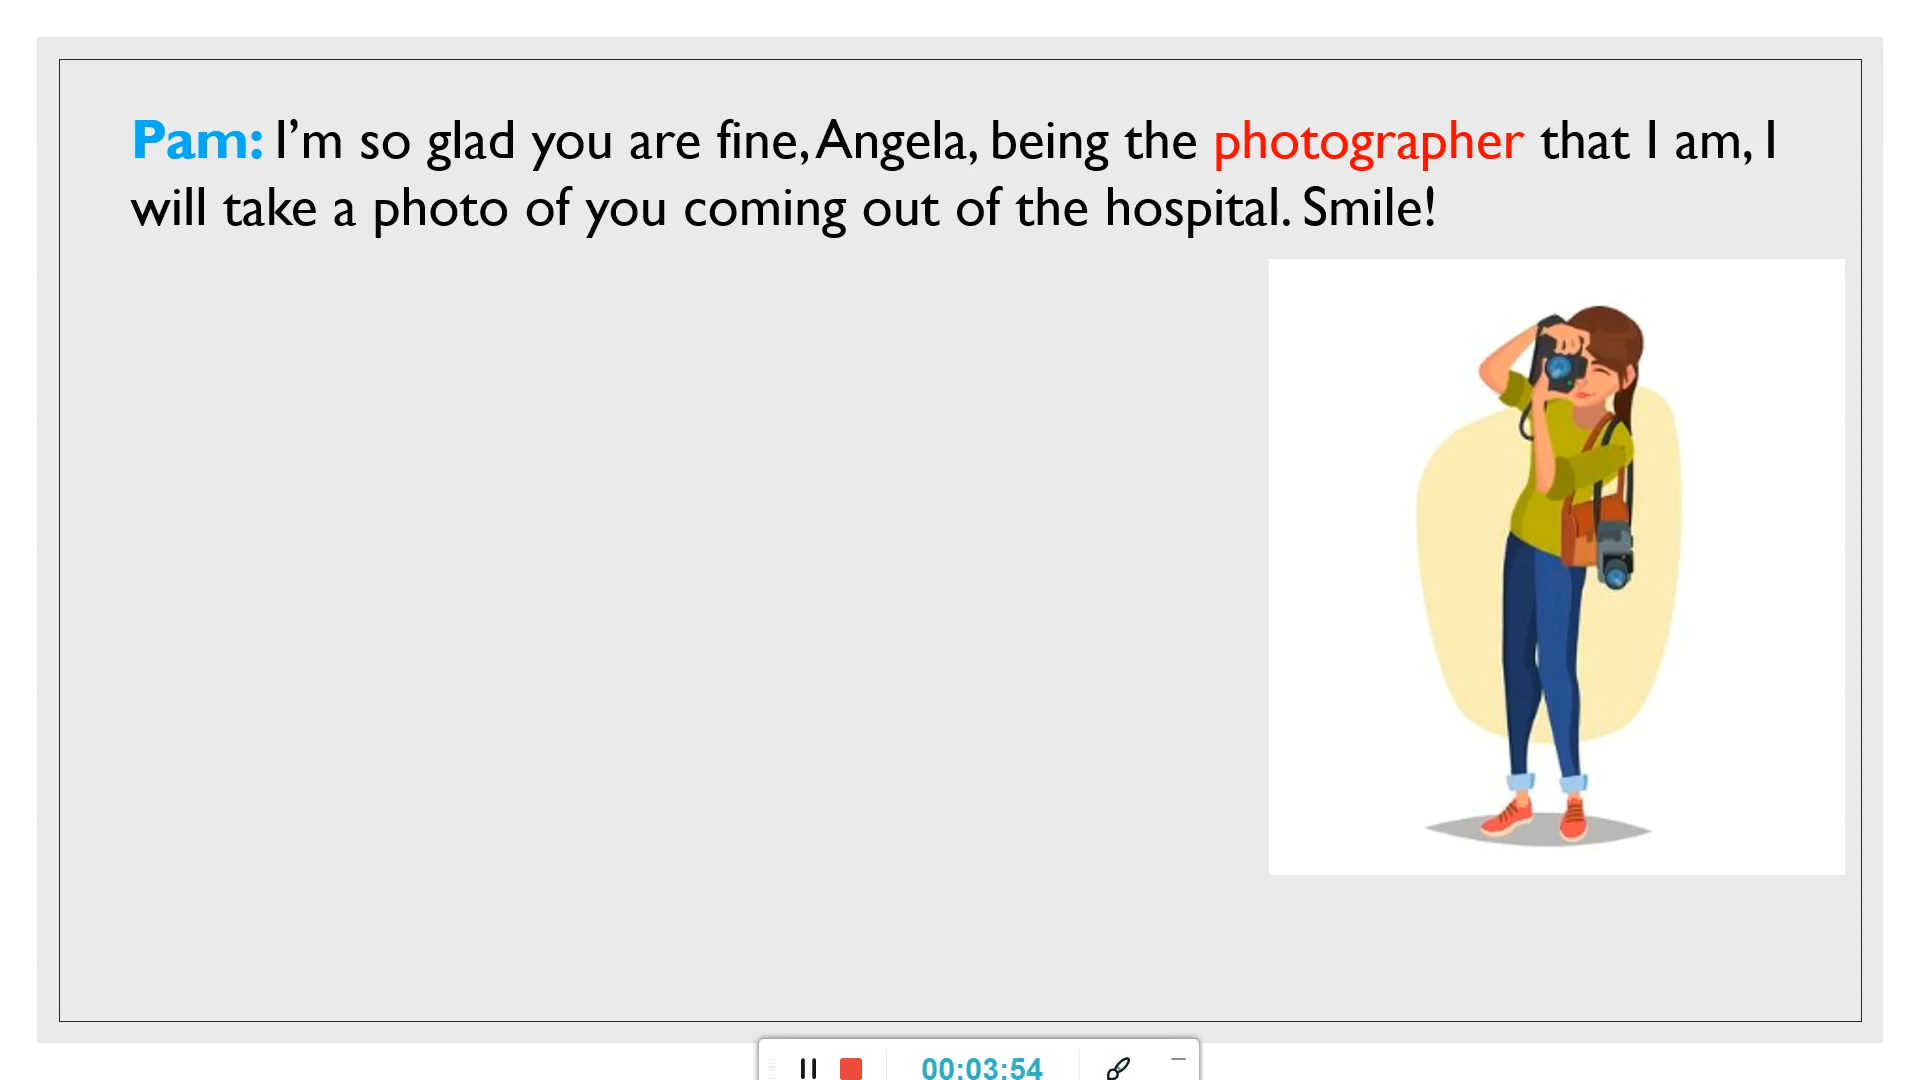 Pam: I’m so glad you are fine, Angela, being the photographer that I am, I
will take a photo of you coming out of the hospital. Smile!
00:03:54